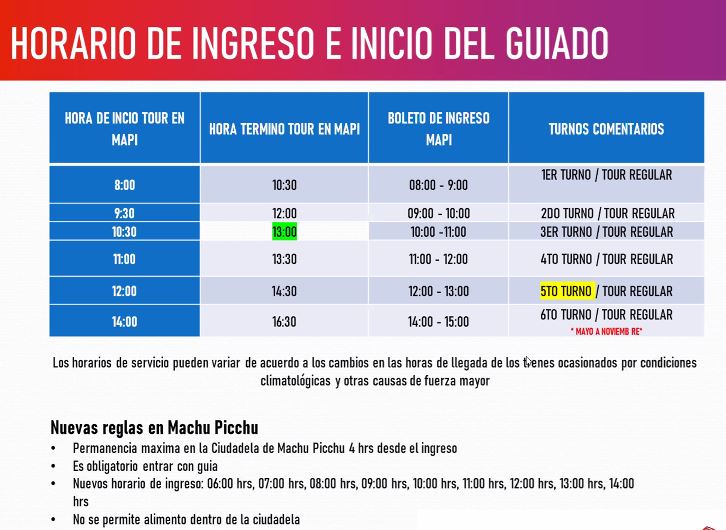 HORARIO DE INGRESO E INICIO DEL GUIADO
HORA DE INCIO TOUR EN MAPI	HORA TERMINO TOUR EN MAPI	BOLETO DE INGRESO MAPI	TURNOS COMENTARIOS
8:00	10:30	08:00 - 9:00	1ER TURNO / TOUR REGULAR
9:30	12:00	09:00 - 10:00	2DO TURNO / TOUR REGULAR
10:30	13:00	10:00 -11:00	3ER TURNO / TOUR REGULAR
11:00	13:30	11:00 - 12:00	4TO TURNO / TOUR REGULAR
12:00	14:30	12:00 - 13:00	5TO TURNO / TOUR REGULAR
14:00	16:30	14:00 - 15:00	6TO TURNO / TOUR REGULAR
* MAYO A NOVIEMB RE*
Los horarios de servicio pueden variar de acuerdo a los cambios en las horas de llegada de los trenes ocasionados por condiciones
climatológicas y otras causas de fuerza mayor
Nuevas reglas en Machu Picchu
• Permanencia maxima en la Ciudadela de Machu Picchu 4 hrs desde el ingreso
• Es obligatorio entrar con guia
• Nuevos horario de ingreso: 06:00 hrs, 07:00 hrs, 08:00 hrs, 09:00 hrs, 10:00 hrs, 11:00 hrs, 12:00 hrs, 13:00 hrs, 14:00
hrs
• No se permite alimento dentro de la ciudadela